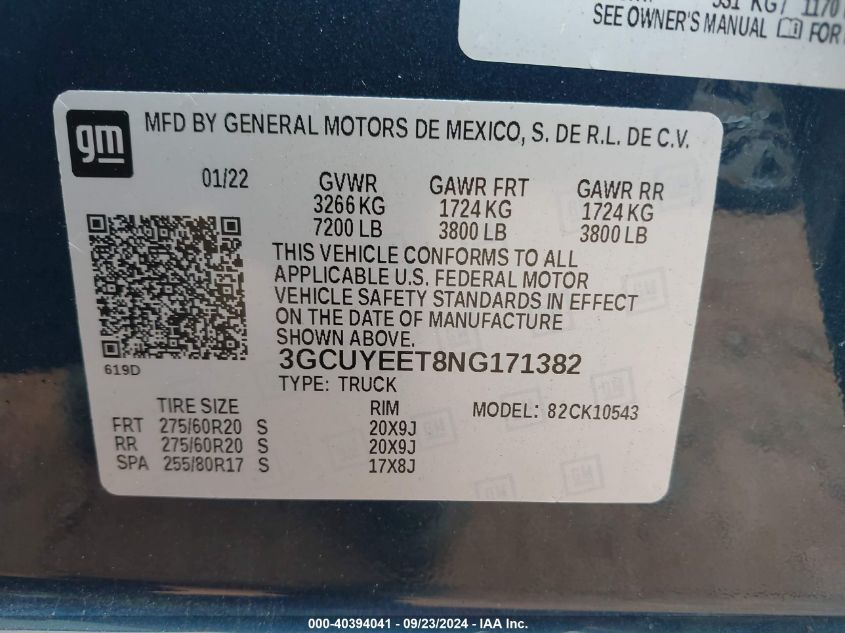 531 KG / 1170
SEE OWNER'S MANUAL FOR
gm
MFD BY GENERAL MOTORS DE MEXICO, S. DE R.L. DE C.V.
01/22 GVWR GAWR FRT GAWR RR
3266 KG 1724 KG 1724 KG
7200 LB 3800 LB 3800 LB
THIS VEHICLE CONFORMS TO ALL
APPLICABLE U.S. FEDERAL MOTOR
VEHICLE SAFETY STANDARDS IN EFFECT
ON THE DATE OF MANUFACTURE
SHOWN ABOVE.
619D
3GCUYEET8NG171382
TYPE: TRUCK
TIRE SIZE RIM MODEL: 82CK10543
FRT 275/60R20 S 20X9J
RR 275/60R20 S 20X9J
SPA 255/80R17 S 17X8J
000-40394041 - 09/23/2024 - IAA Inc.